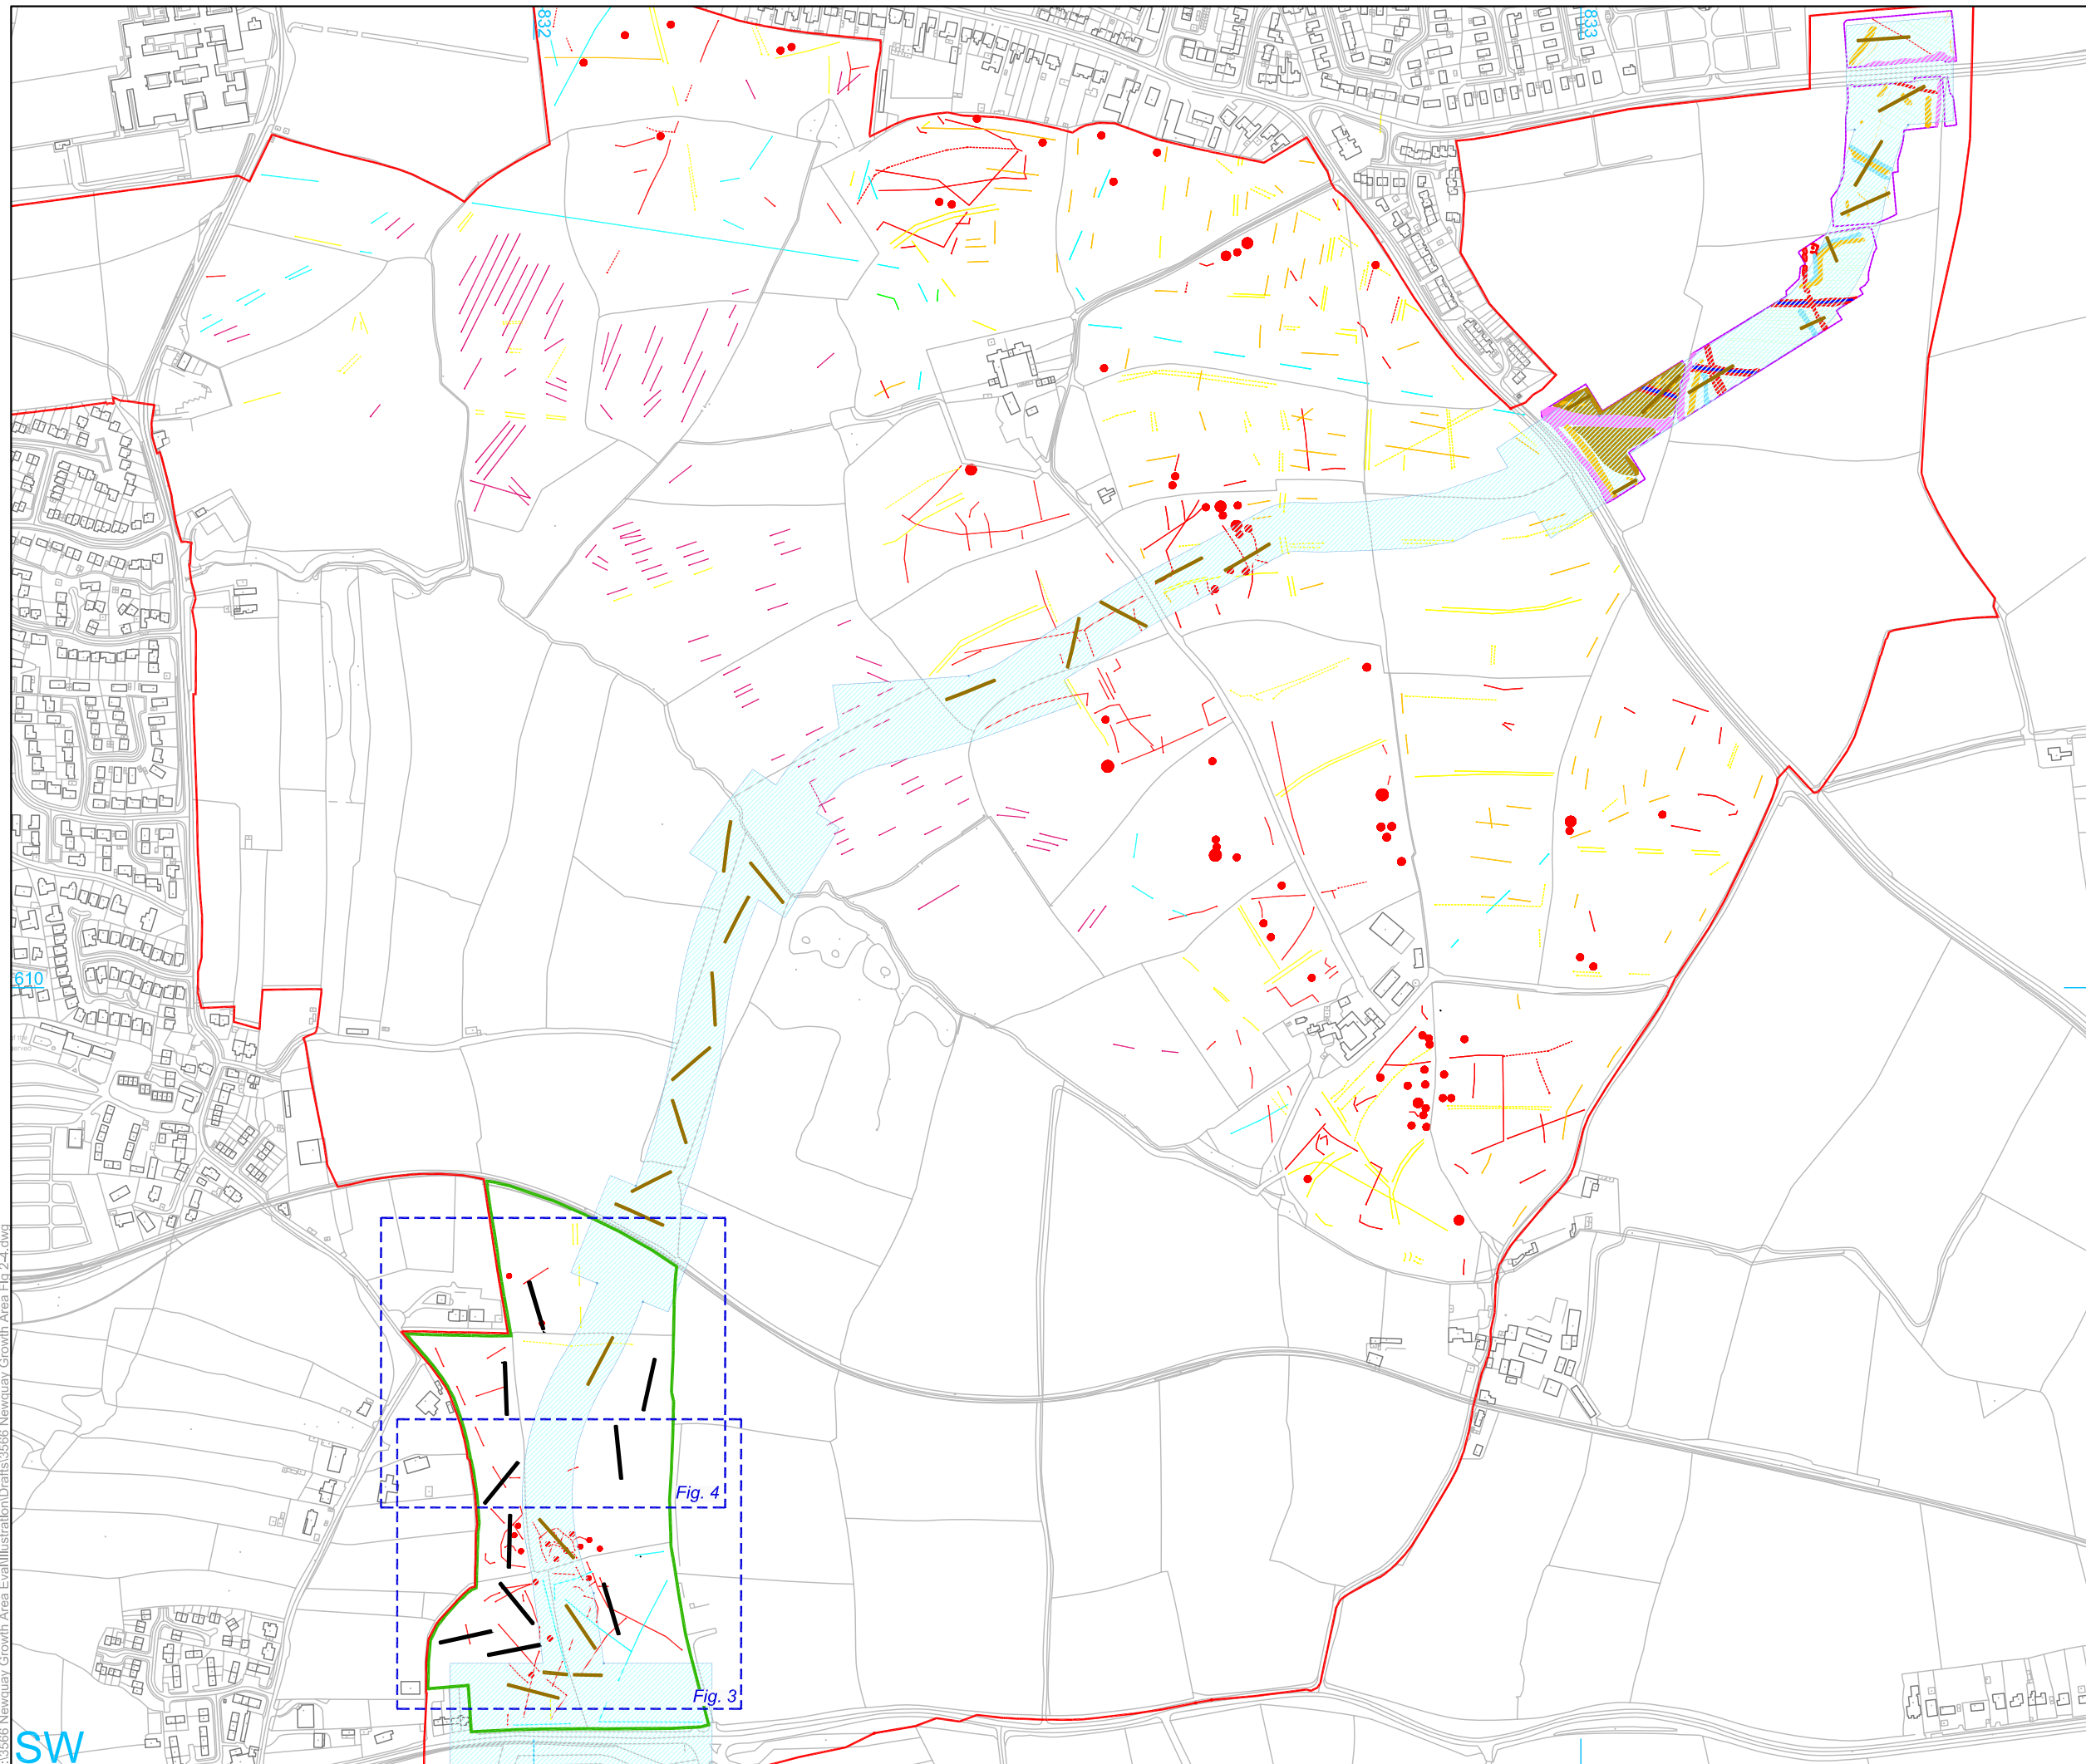 832
833
610
Fig. 4
Fig. 3
SW
3566 Newquay Growth Area Eval\Illustration\Drafts\3566 Newquay Growth Area Fig 2-4.dwg